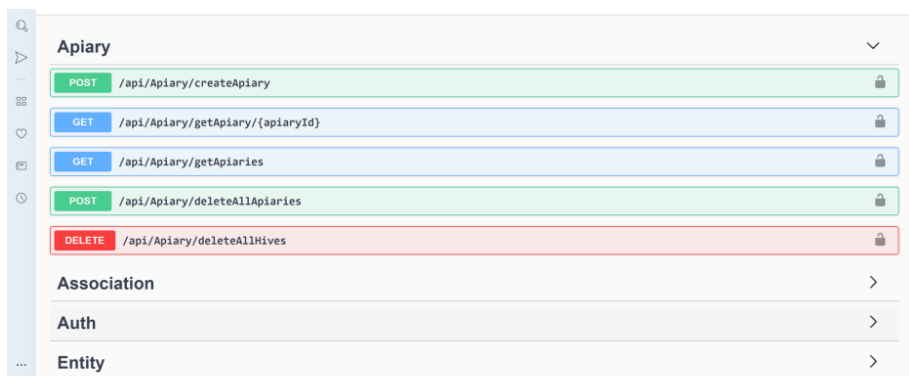 Apiary
POST /api/Apiary/createApiary
GET /api/Apiary/getApiary/{apiaryId}
GET /api/Apiary/getApiaries
POST /api/Apiary/deleteAllApiaries
DELETE /api/Apiary/deleteAllHives
Association
Auth
Entity